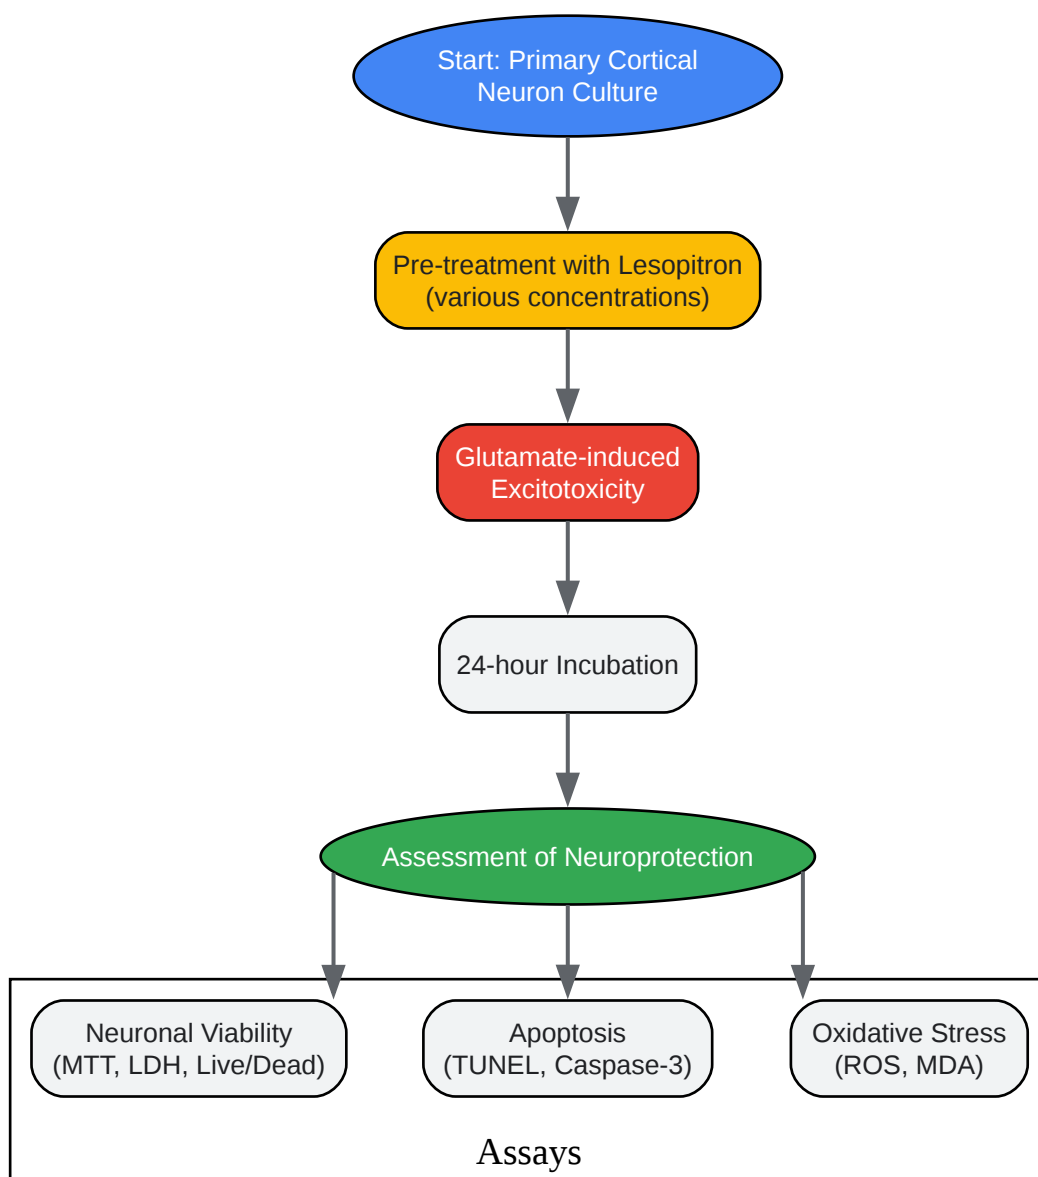 Start: Primary Cortical
Neuron Culture
Pre-treatment with Lesopitron
(various concentrations)
Glutamate-induced
Excitotoxicity
24-hour Incubation
Assessment of Neuroprotection
Neuronal Viability
(MTT, LDH, Live/Dead)
Apoptosis
(TUNEL, Caspase-3)
Oxidative Stress
(ROS, MDA)
Assays